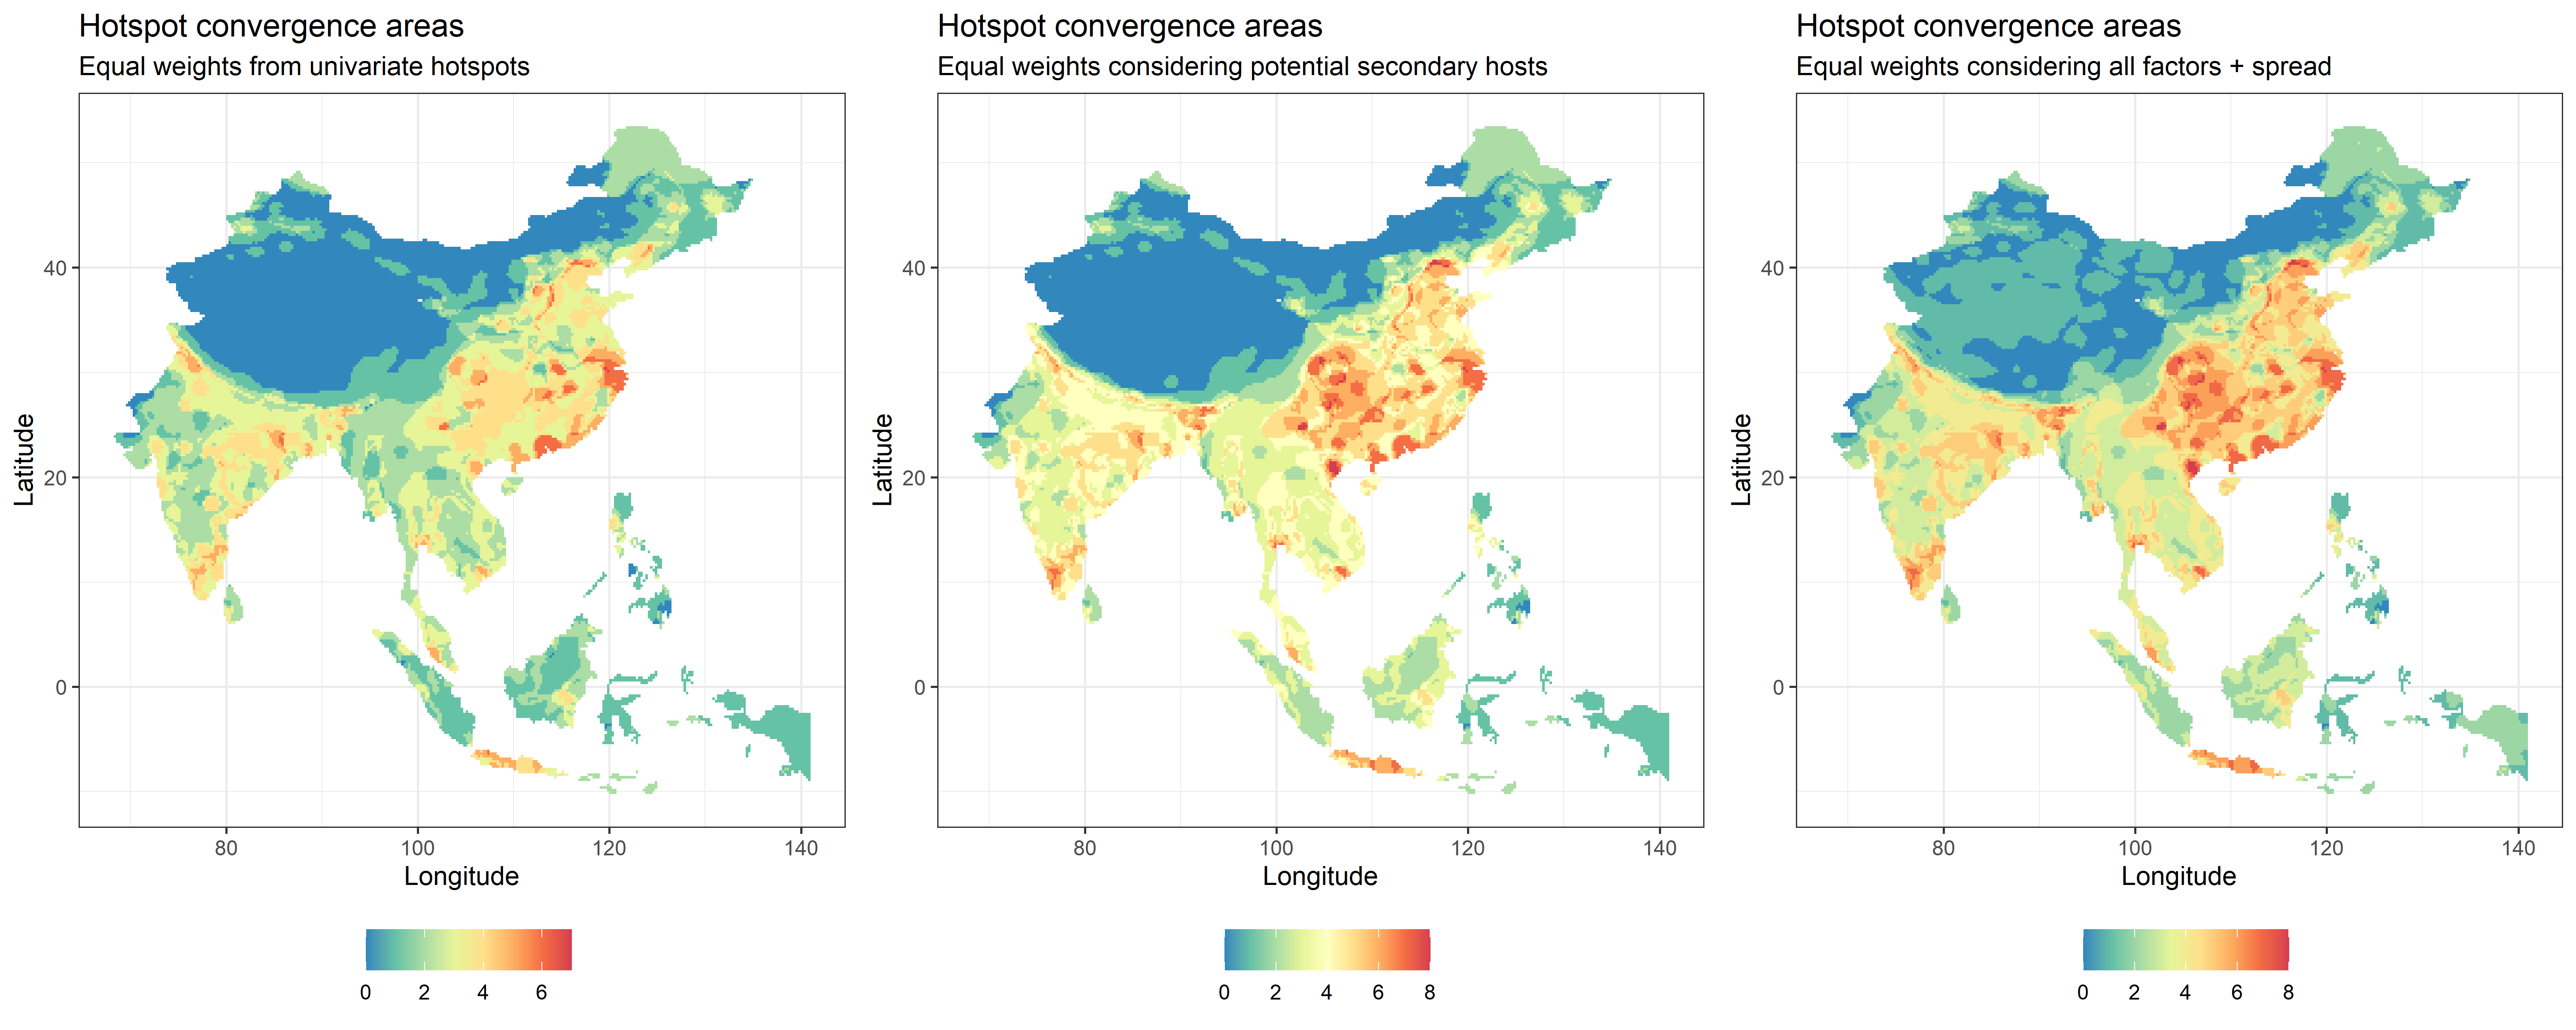 Hotspot convergence areas
Equal weights from univariate hotspots
Latitude
40
20
0
80 100 120 140
Longitude
0 2 4 6
Hotspot convergence areas
Equal weights considering potential secondary hosts
Latitude
40
20
0
80 100 120 140
Longitude
0 2 4 6 8
Hotspot convergence areas
Equal weights considering all factors + spread
Latitude
40
20
0
80 100 120 140
Longitude
0 2 4 6 8